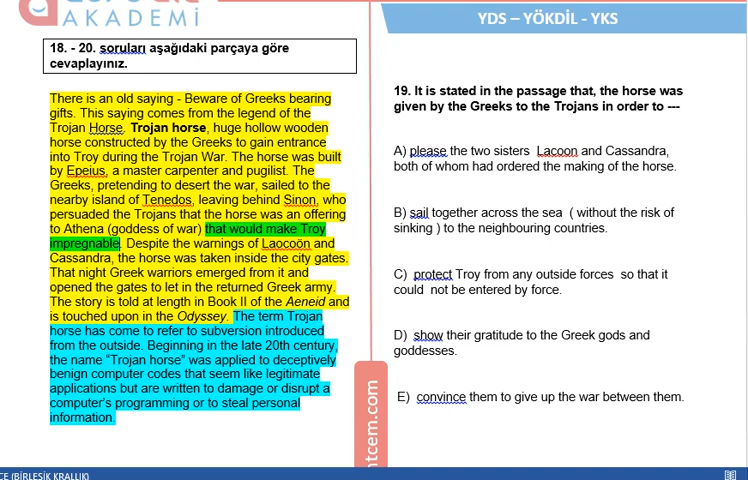 AKADEMİ
YDS – YÖKDİL - YKS
18. - 20. soruları aşağıdaki parçaya göre
cevaplayınız.
There is an old saying - Beware of Greeks bearing
gifts. This saying comes from the legend of the
Trojan Horse. Trojan horse, huge hollow wooden
horse constructed by the Greeks to gain entrance
into Troy during the Trojan War. The horse was built
by Epeius, a master carpenter and pugilist. The
Greeks, pretending to desert the war, sailed to the
nearby island of Tenedos, leaving behind Sinon, who
persuaded the Trojans that the horse was an offering
to Athena (goddess of war) that would make Troy
impregnable. Despite the warnings of Laocoön and
Cassandra, the horse was taken inside the city gates.
That night Greek warriors emerged from it and
opened the gates to let in the returned Greek army.
The story is told at length in Book II of the Aeneid and
is touched upon in the Odyssey. The term Trojan
horse has come to refer to subversion introduced
from the outside. Beginning in the late 20th century,
the name “Trojan horse” was applied to deceptively
benign computer codes that seem like legitimate
applications but are written to damage or disrupt a
computer’s programming or to steal personal
information.
19. It is stated in the passage that, the horse was
given by the Greeks to the Trojans in order to ---
A) please the two sisters Lacoon and Cassandra,
both of whom had ordered the making of the horse.
B) sail together across the sea ( without the risk of
sinking ) to the neighbouring countries.
C) protect Troy from any outside forces so that it
could not be entered by force.
D) show their gratitude to the Greek gods and
goddesses.
E) convince them to give up the war between them.
ntcem.com
CE (BİRLEŞİK KRALLIK)